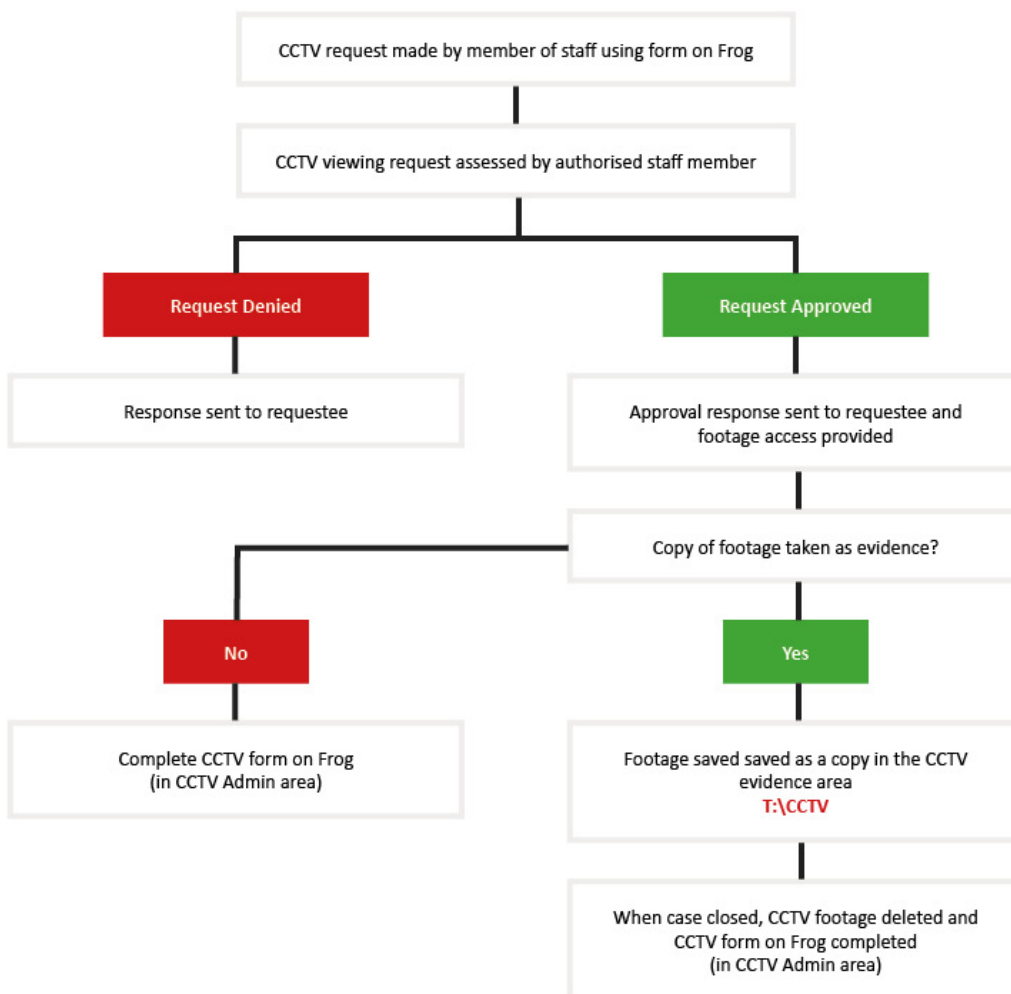 CCTV request made by member of staff using form on Frog
CCTV viewing request assessed by authorised staff member
Request Denied
Request Approved
Response sent to requestee
Approval response sent to requestee and
footage access provided
Copy of footage taken as evidence?
No
Yes
Complete CCTV form on Frog
(in CCTV Admin area)
Footage saved saved as a copy in the CCTV
evidence area
T:\CCTV
When case closed, CCTV footage deleted and
CCTV form on Frog completed
(in CCTV Admin area)